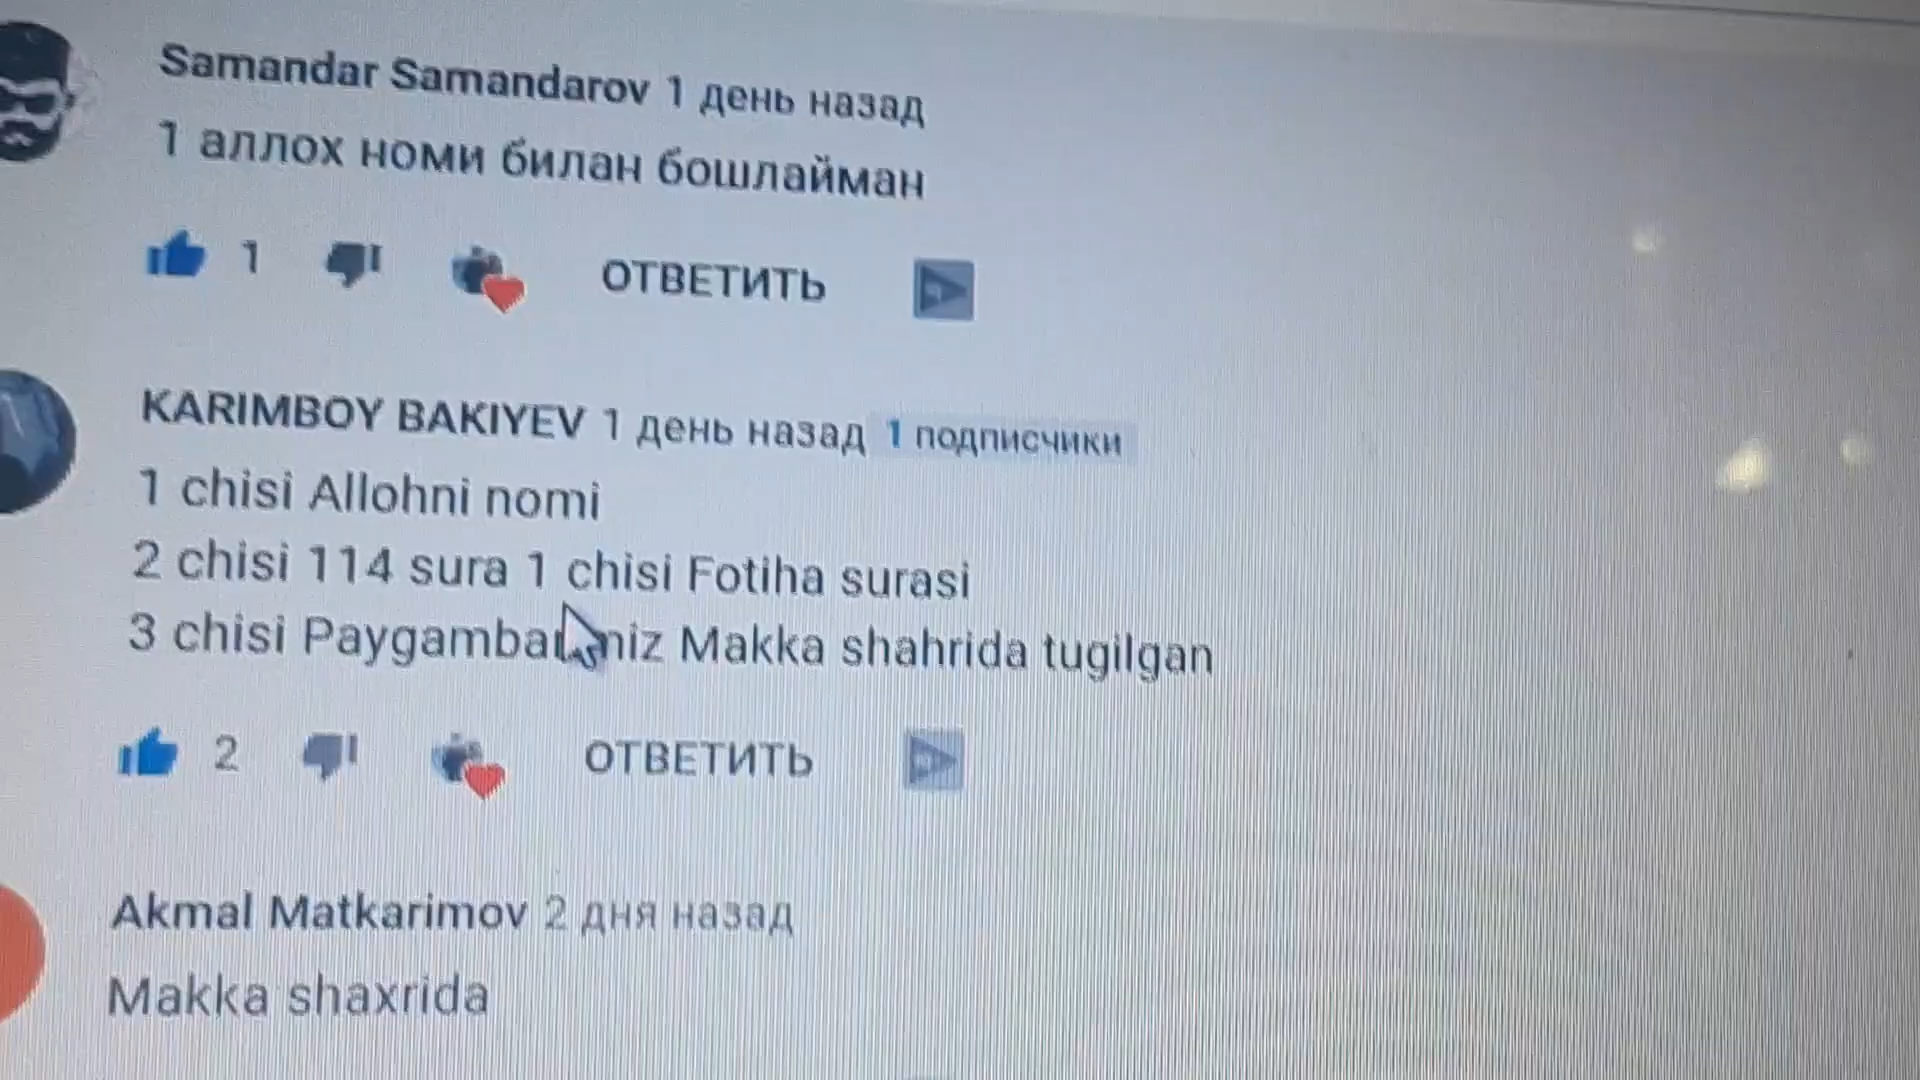 Samandar Samandarov 1 день назад
1 аллох номи билан бошлайман
1 ОТВЕТИТЬ
KARIMBOY BAKIYEV 1 день назад 1 подписчики
1 chisi Allohni nomi
2 chisi 114 sura 1 chisi Fotiha surasi
3 chisi Paygambarimiz Makka shahrida tugilgan
2 ОТВЕТИТЬ
Akmal Matkarimov 2 дня назад
Makka shaxrida